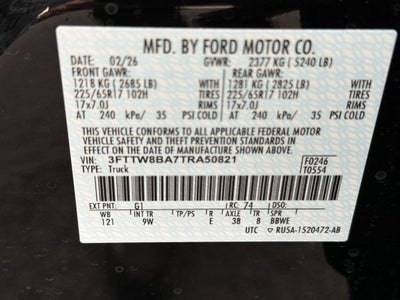 MFD. BY FORD MOTOR CO.
DATE: 02/26 GVWR: 2377 KG ( 5240 LB)
FRONT GAWR: REAR GAWR:
1218 KG ( 2685 LB) 1281 KG ( 2825 LB)
225/65R17 102H TIRES 225/65R17 102H TIRES
17x7.0J RIMS 17x7.0J RIMS
AT 240 kPa/ 35 PSI COLD AT 240 kPa/ 35 PSI COLD
THIS VEHICLE CONFORMS TO ALL APPLICABLE FEDERAL MOTOR
VEHICLE SAFETY AND THEFT PREVENTION STANDARDS IN
EFFECT ON THE DATE OF MANUFACTURE SHOWN ABOVE.
VIN: 3FTTW8BA7TRA50821 F0246
TYPE: Truck T0554
EXT PNT: G1 RC: 74 DSO:
WB INT TR TP/PS R AXLE TR SPR
121 9W E 38 8 BBWE
UTC ▽ RU5A-1520472-AB